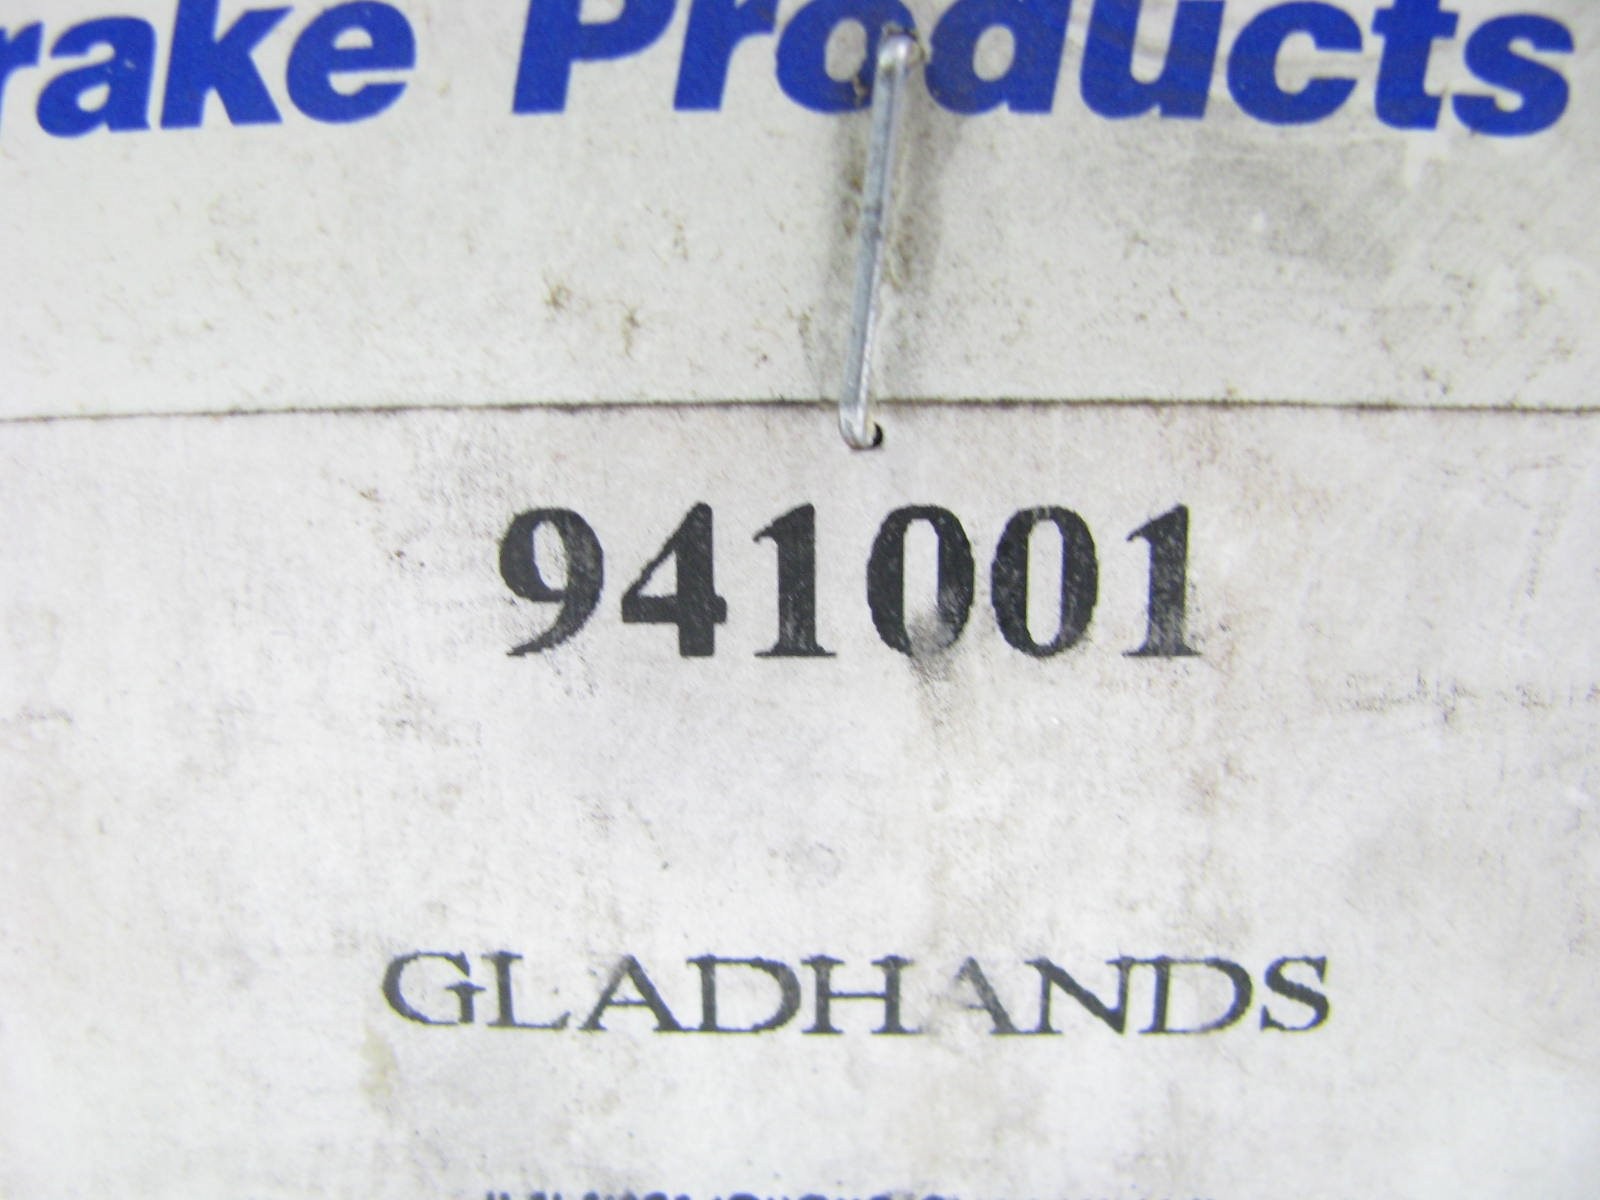 rake Products
941001
GLADHANDS